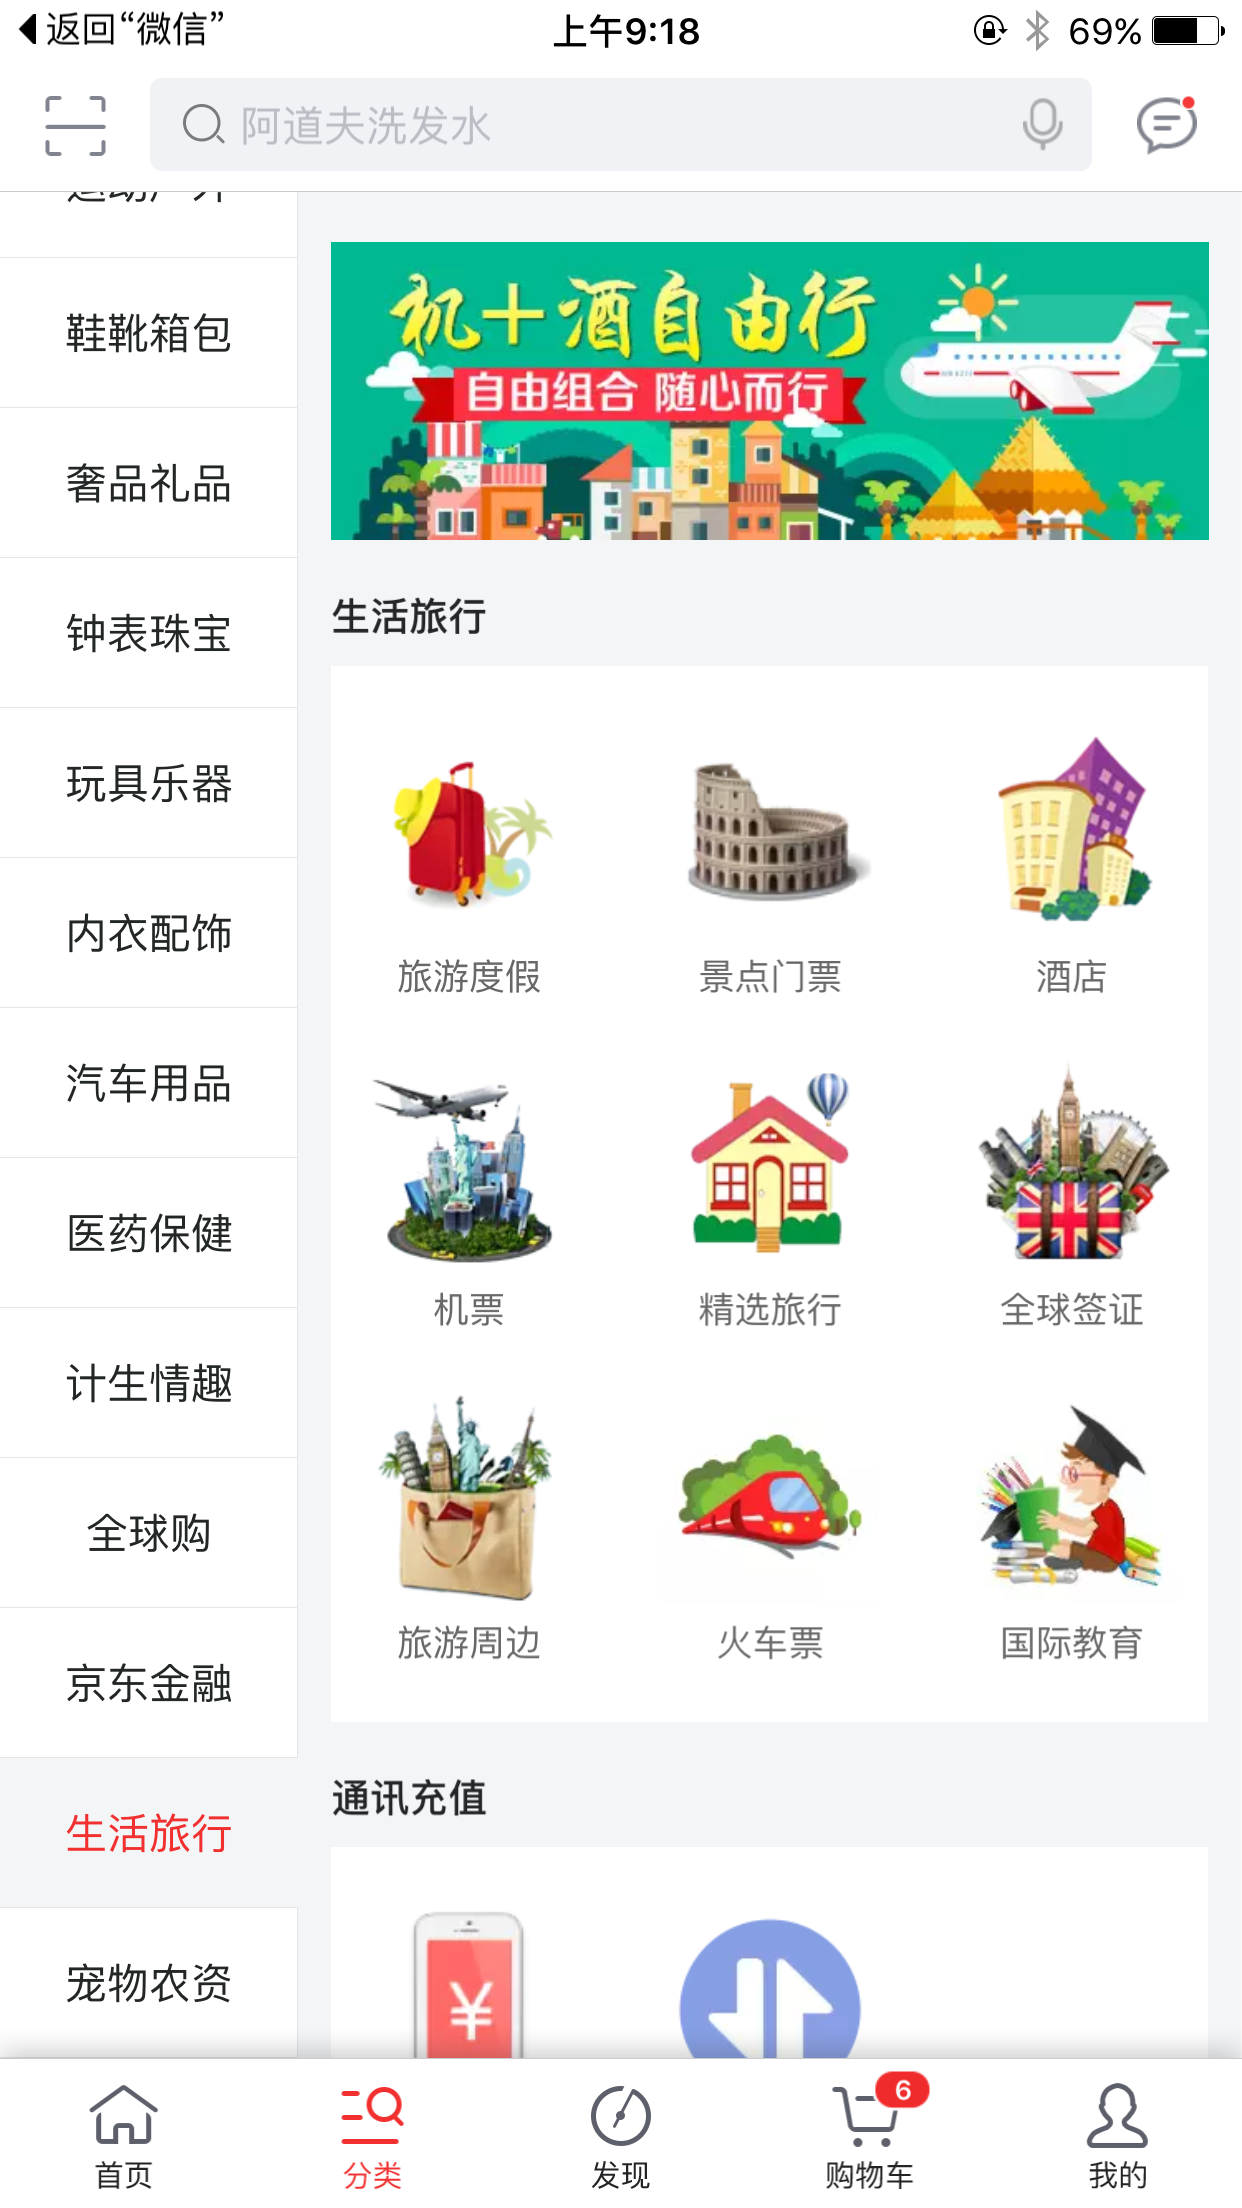 返回“微信”
上午9:18
69%
阿道夫洗发水
运动户外
鞋靴箱包
奢品礼品
钟表珠宝
玩具乐器
内衣配饰
汽车用品
医药保健
计生情趣
全球购
京东金融
生活旅行
宠物农资
机+酒自由行
自由组合 随心而行
生活旅行
旅游度假
景点门票
酒店
机票
精选旅行
全球签证
旅游周边
火车票
国际教育
通讯充值
¥
首页
分类
发现
6
购物车
我的